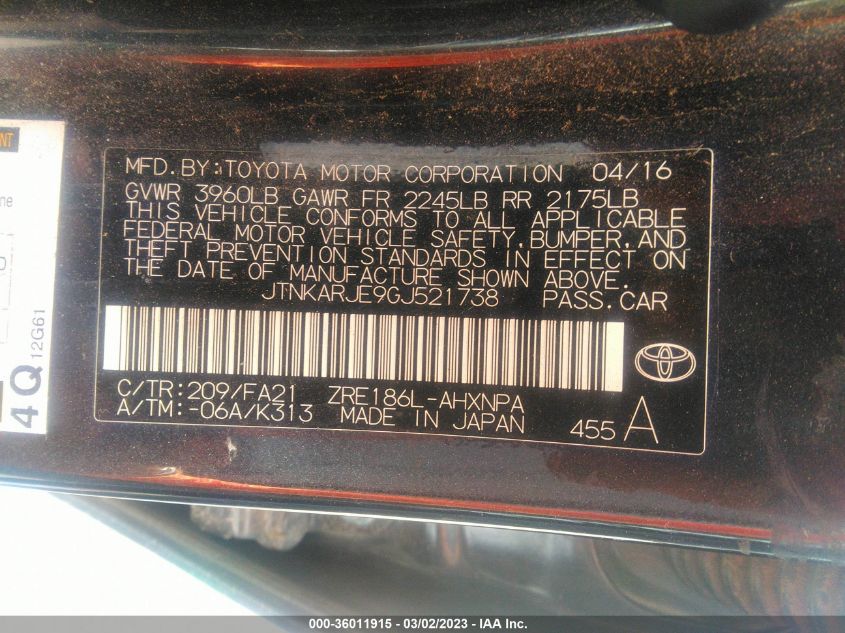 MFD.BY: TOYOTA MOTOR CORPORATION 04/16
GVWR 3960LB GAWR FR 2245LB RR 2175LB
THIS VEHICLE CONFORMS TO ALL APPLICABLE
FEDERAL MOTOR VEHICLE SAFETY,BUMPER,AND
THEFT PREVENTION STANDARDS IN EFFECT ON
THE DATE OF MANUFACTURE SHOWN ABOVE.
JTNKARJE9GJ521738 PASS.CAR
C/TR:209/FA21 ZRE186L-AHXNPA
A/TM:-06A/K313 MADE IN JAPAN 455 A
4Q 12G61
000-36011915 - 03/02/2023 - IAA Inc.